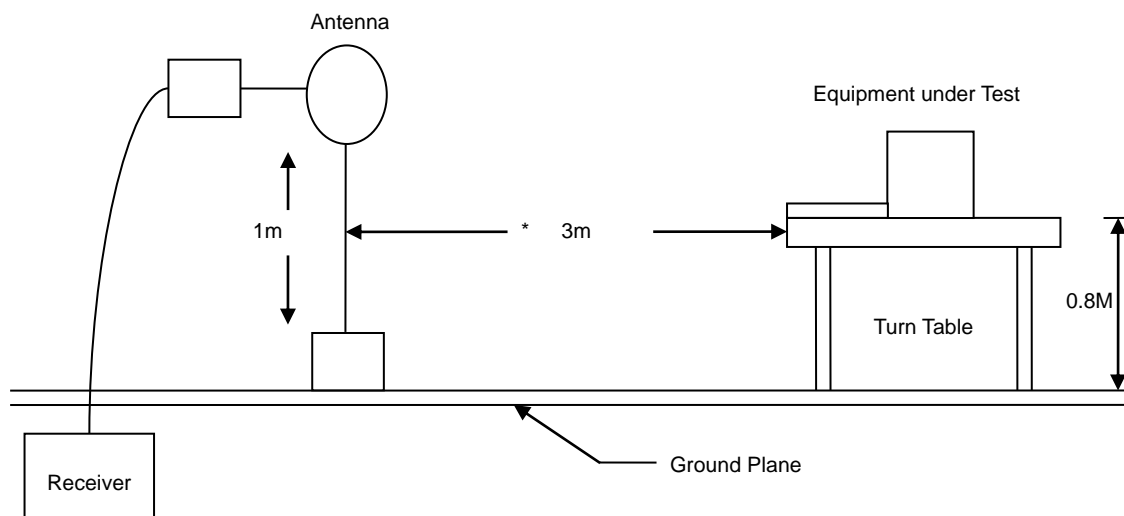 Antenna
Equipment under Test
1m
* 3m
0.8M
Turn Table
Ground Plane
Receiver